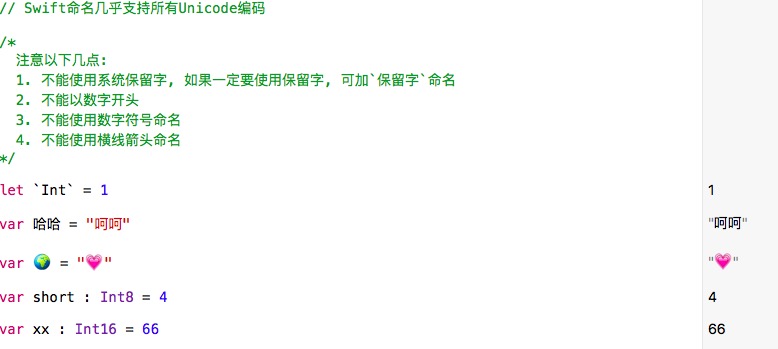 // Swift命名几乎支持所有Unicode编码
/*
注意以下几点:
1. 不能使用系统保留字, 如果一定要使用保留字, 可加`保留字`命名
2. 不能以数字开头
3. 不能使用数字符号命名
4. 不能使用横线箭头命名
*/
let `Int` = 1 1
var 哈哈 = "呵呵" "呵呵"
var 🌍 = "💗" "💗"
var short : Int8 = 4 4
var xx : Int16 = 66 66